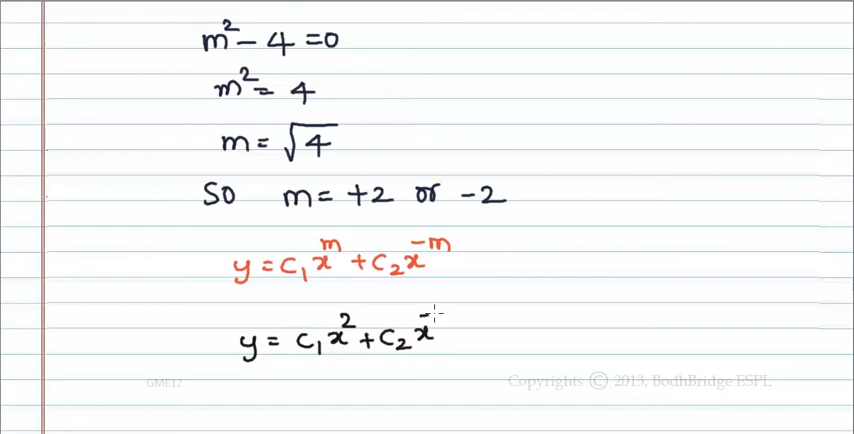 m² - 4 = 0
m² = 4
m = √4
So m = +2 or -2
y = c₁x^m + c₂x^-m
y = c₁x² + c₂x^-
GME12
Copyrights © 2013, BodhBridge ESPL